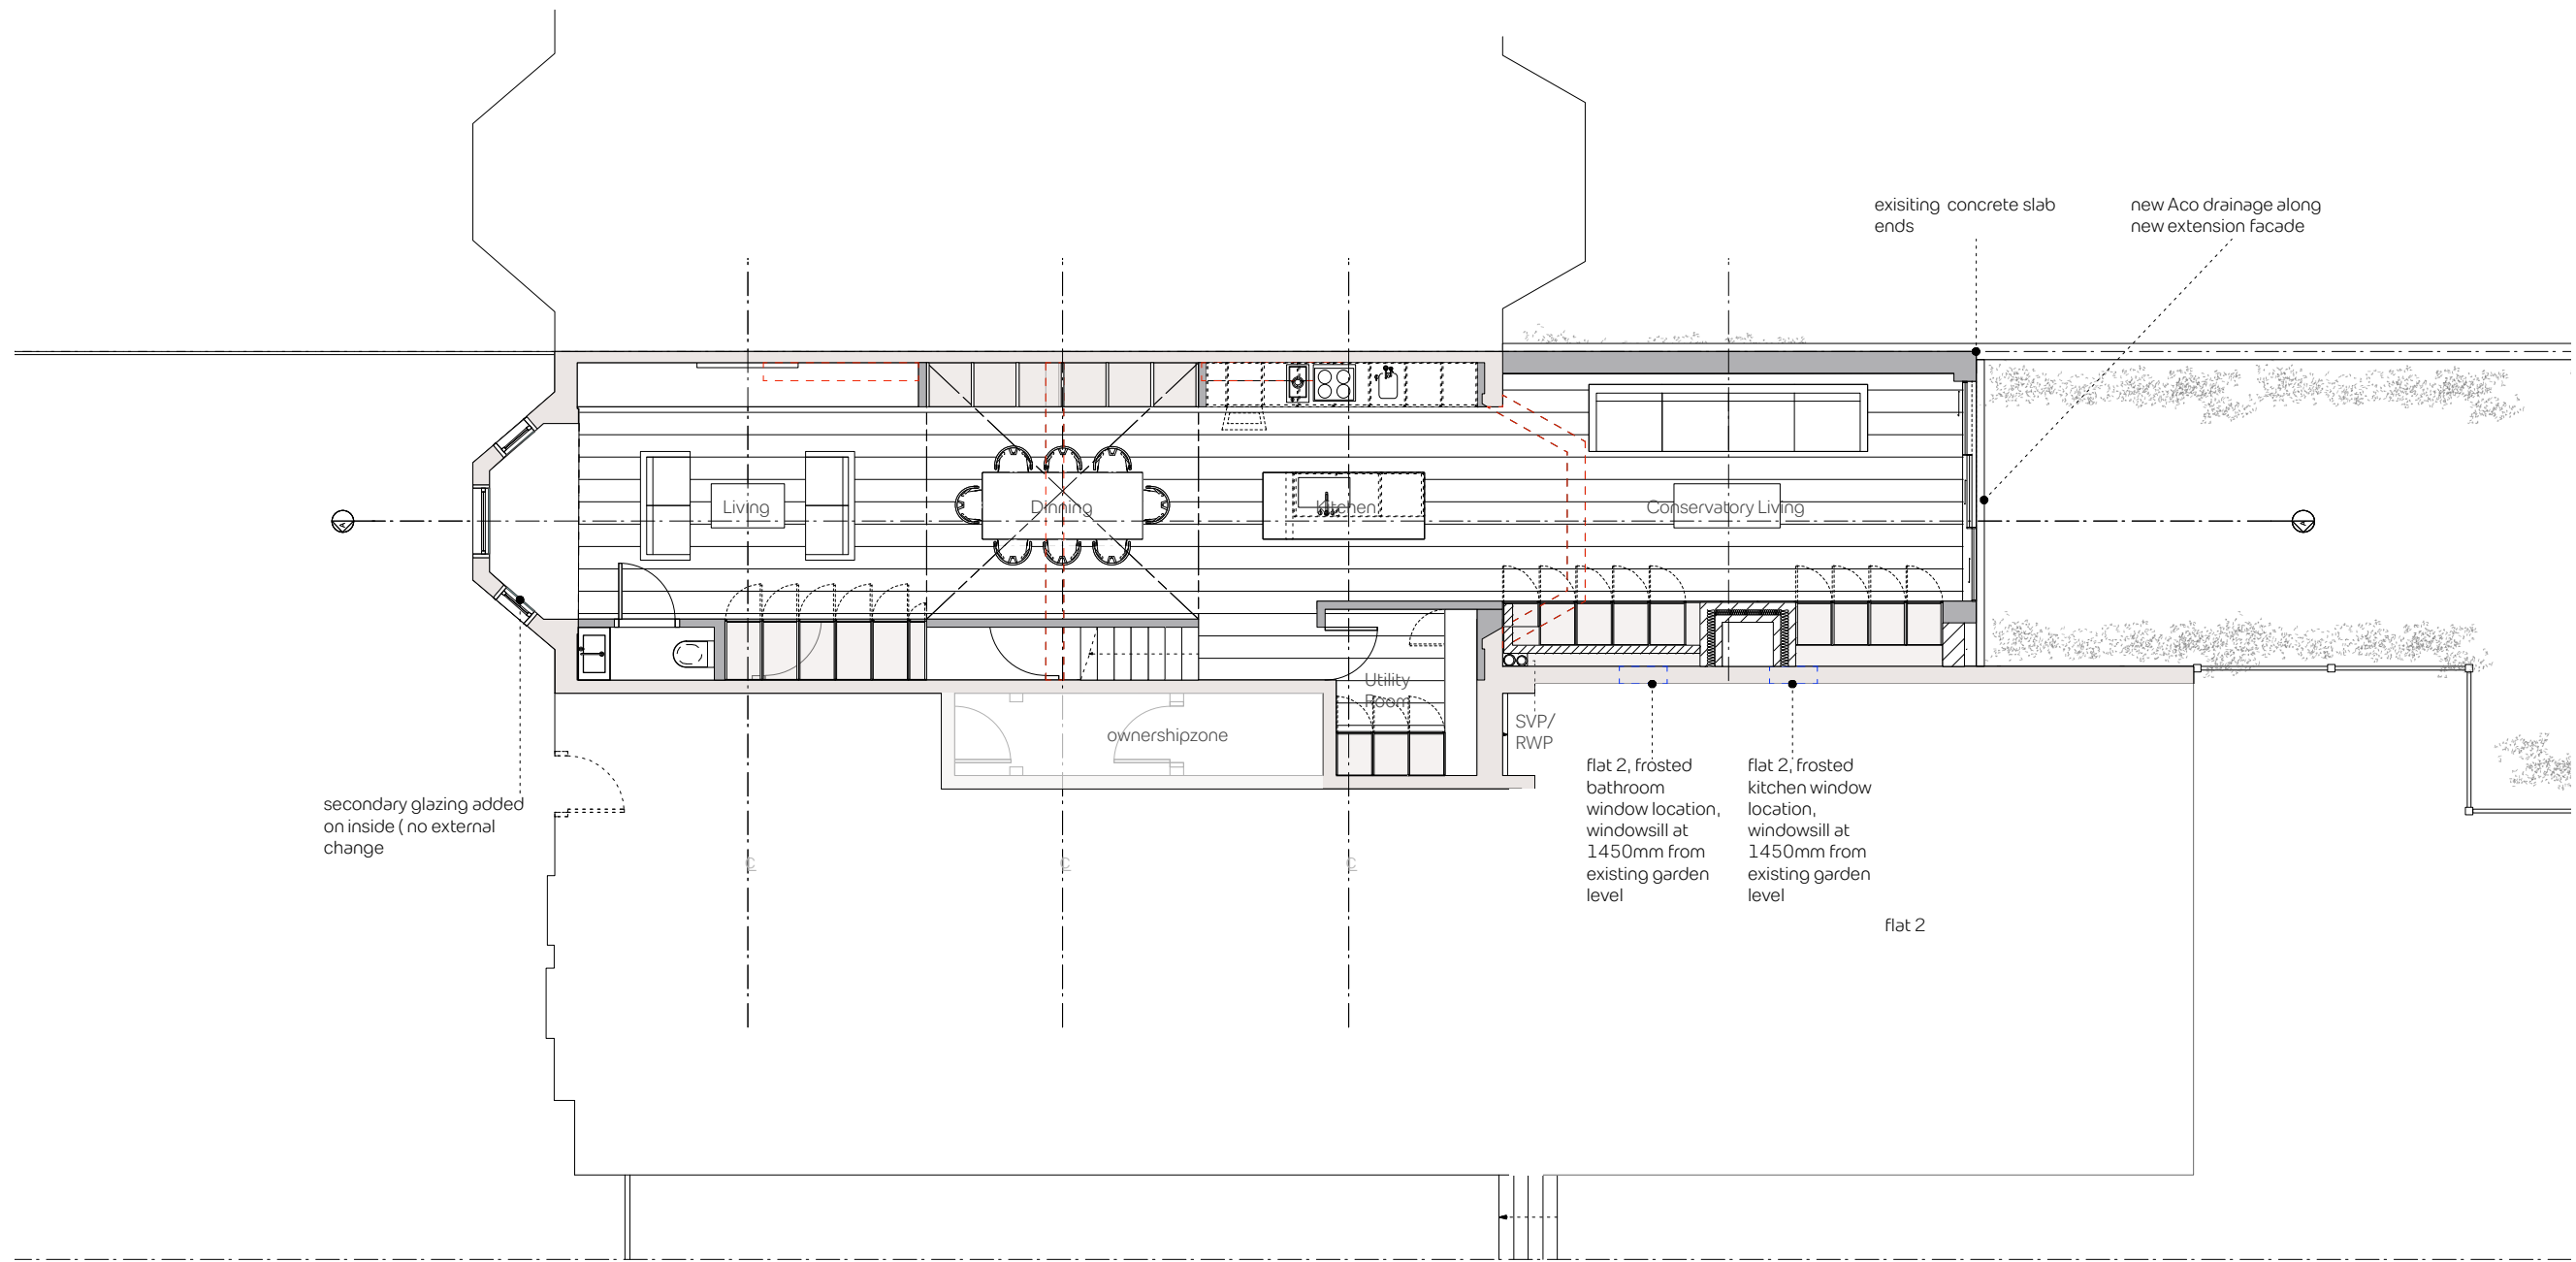 exisiting concrete slab
ends
new Aco drainage along
new extension facade
Living
Dinning
Kitchen
Conservatory Living
A
A
Utility
Room
ownershipzone
SVP/
RWP
secondary glazing added
on inside ( no external
change
flat 2, frosted
bathroom
window location,
windowsill at
1450mm from
existing garden
level
flat 2, frosted
kitchen window
location,
windowsill at
1450mm from
existing garden
level
flat 2